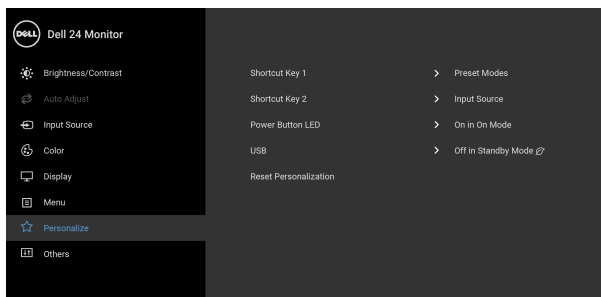 DELL Dell 24 Monitor
Brightness/Contrast Shortcut Key 1 Preset Modes
Auto Adjust Shortcut Key 2 Input Source
Input Source Power Button LED On in On Mode
Color USB Off in Standby Mode
Display Reset Personalization
Menu
Personalize
Others